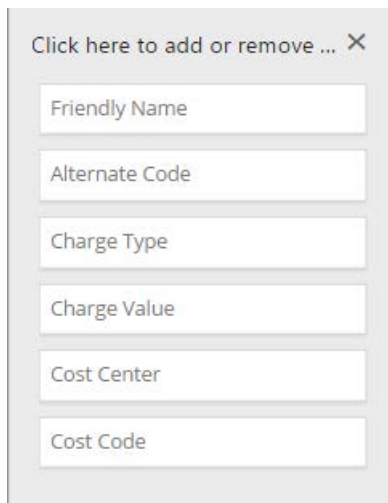 Click here to add or remove ...
Friendly Name
Alternate Code
Charge Type
Charge Value
Cost Center
Cost Code